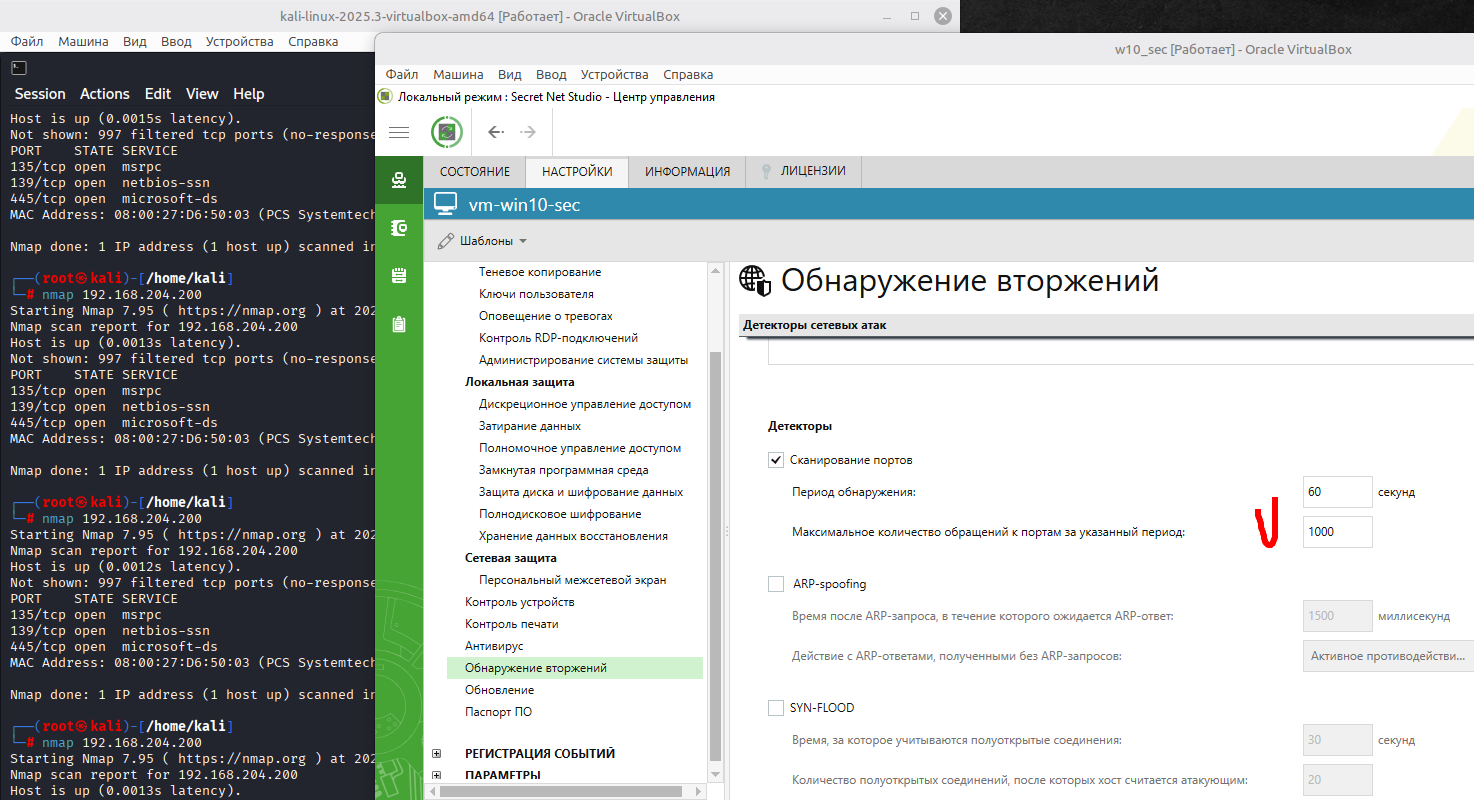 kali-linux-2025.3-virtualbox-amd64 [Работает] - Oracle VirtualBox
Файл Машина Вид Ввод Устройства Справка
Session Actions Edit View Help
Host is up (0.0015s latency).
Not shown: 997 filtered tcp ports (no-response
PORT STATE SERVICE
135/tcp open msrpc
139/tcp open netbios-ssn
445/tcp open microsoft-ds
MAC Address: 08:00:27:D6:50:03 (PCS Systemtech
Nmap done: 1 IP address (1 host up) scanned in
(root㉿kali)-[/home/kali]
# nmap 192.168.204.200
Starting Nmap 7.95 ( https://nmap.org ) at 202
Nmap scan report for 192.168.204.200
Host is up (0.0013s latency).
Not shown: 997 filtered tcp ports (no-response
PORT STATE SERVICE
135/tcp open msrpc
139/tcp open netbios-ssn
445/tcp open microsoft-ds
MAC Address: 08:00:27:D6:50:03 (PCS Systemtech
Nmap done: 1 IP address (1 host up) scanned in
(root㉿kali)-[/home/kali]
# nmap 192.168.204.200
Starting Nmap 7.95 ( https://nmap.org ) at 202
Nmap scan report for 192.168.204.200
Host is up (0.0012s latency).
Not shown: 997 filtered tcp ports (no-response
PORT STATE SERVICE
135/tcp open msrpc
139/tcp open netbios-ssn
445/tcp open microsoft-ds
MAC Address: 08:00:27:D6:50:03 (PCS Systemtech
Nmap done: 1 IP address (1 host up) scanned in
(root㉿kali)-[/home/kali]
# nmap 192.168.204.200
Starting Nmap 7.95 ( https://nmap.org ) at 202
Nmap scan report for 192.168.204.200
Host is up (0.0013s latency).
w10_sec [Работает] - Oracle VirtualBox
Файл Машина Вид Ввод Устройства Справка
Локальный режим : Secret Net Studio - Центр управления
СОСТОЯНИЕ НАСТРОЙКИ ИНФОРМАЦИЯ ЛИЦЕНЗИИ
vm-win10-sec
Шаблоны
Теневое копирование
Ключи пользователя
Оповещение о тревогах
Контроль RDP-подключений
Администрирование системы защиты
Локальная защита
Дискреционное управление доступом
Затирание данных
Полномочное управление доступом
Замкнутая программная среда
Защита диска и шифрование данных
Полнодисковое шифрование
Хранение данных восстановления
Сетевая защита
Персональный межсетевой экран
Контроль устройств
Контроль печати
Антивирус
Обнаружение вторжений
Обновление
Паспорт ПО
РЕГИСТРАЦИЯ СОБЫТИЙ
ПАРАМЕТРЫ
Обнаружение вторжений
Детекторы сетевых атак
Детекторы
Сканирование портов
Период обнаружения: 60 секунд
Максимальное количество обращений к портам за указанный период: 1000
ARP-spoofing
Время после ARP-запроса, в течение которого ожидается ARP-ответ: 1500 миллисекунд
Действие с ARP-ответами, полученными без ARP-запросов: Активное противодействи...
SYN-FLOOD
Время, за которое учитываются полуоткрытые соединения: 30 секунд
Количество полуоткрытых соединений, после которых хост считается атакующим: 20